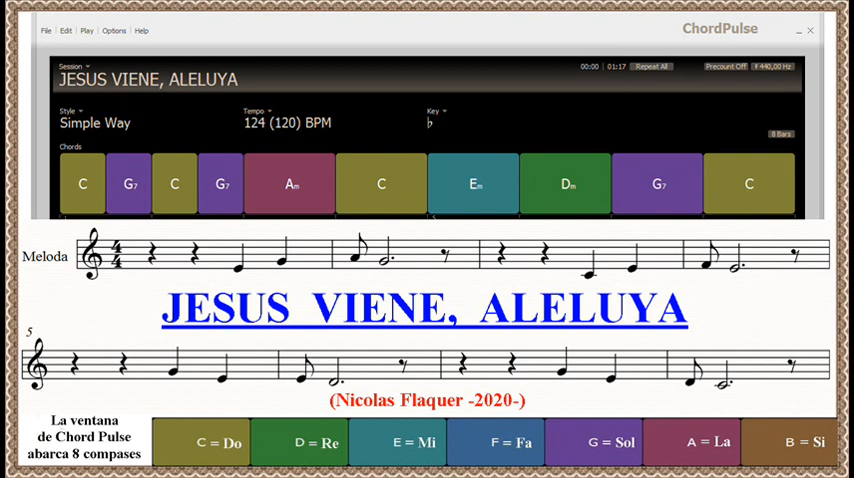 File Edit Play Options Help
ChordPulse
Session
00:00 01:17 Repeat All Precount Off 440,00 Hz
JESUS VIENE, ALELUYA
Style Tempo Key
Simple Way 124 (120) BPM ♭
8 Bars
Chords
C G7 C G7 Am C Em Dm G7 C
Meloda
4
4
JESUS VIENE, ALELUYA
5
(Nicolas Flaquer -2020-)
La ventana
de Chord Pulse
abarca 8 compases
C = Do D = Re E = Mi F = Fa G = Sol A = La B = Si